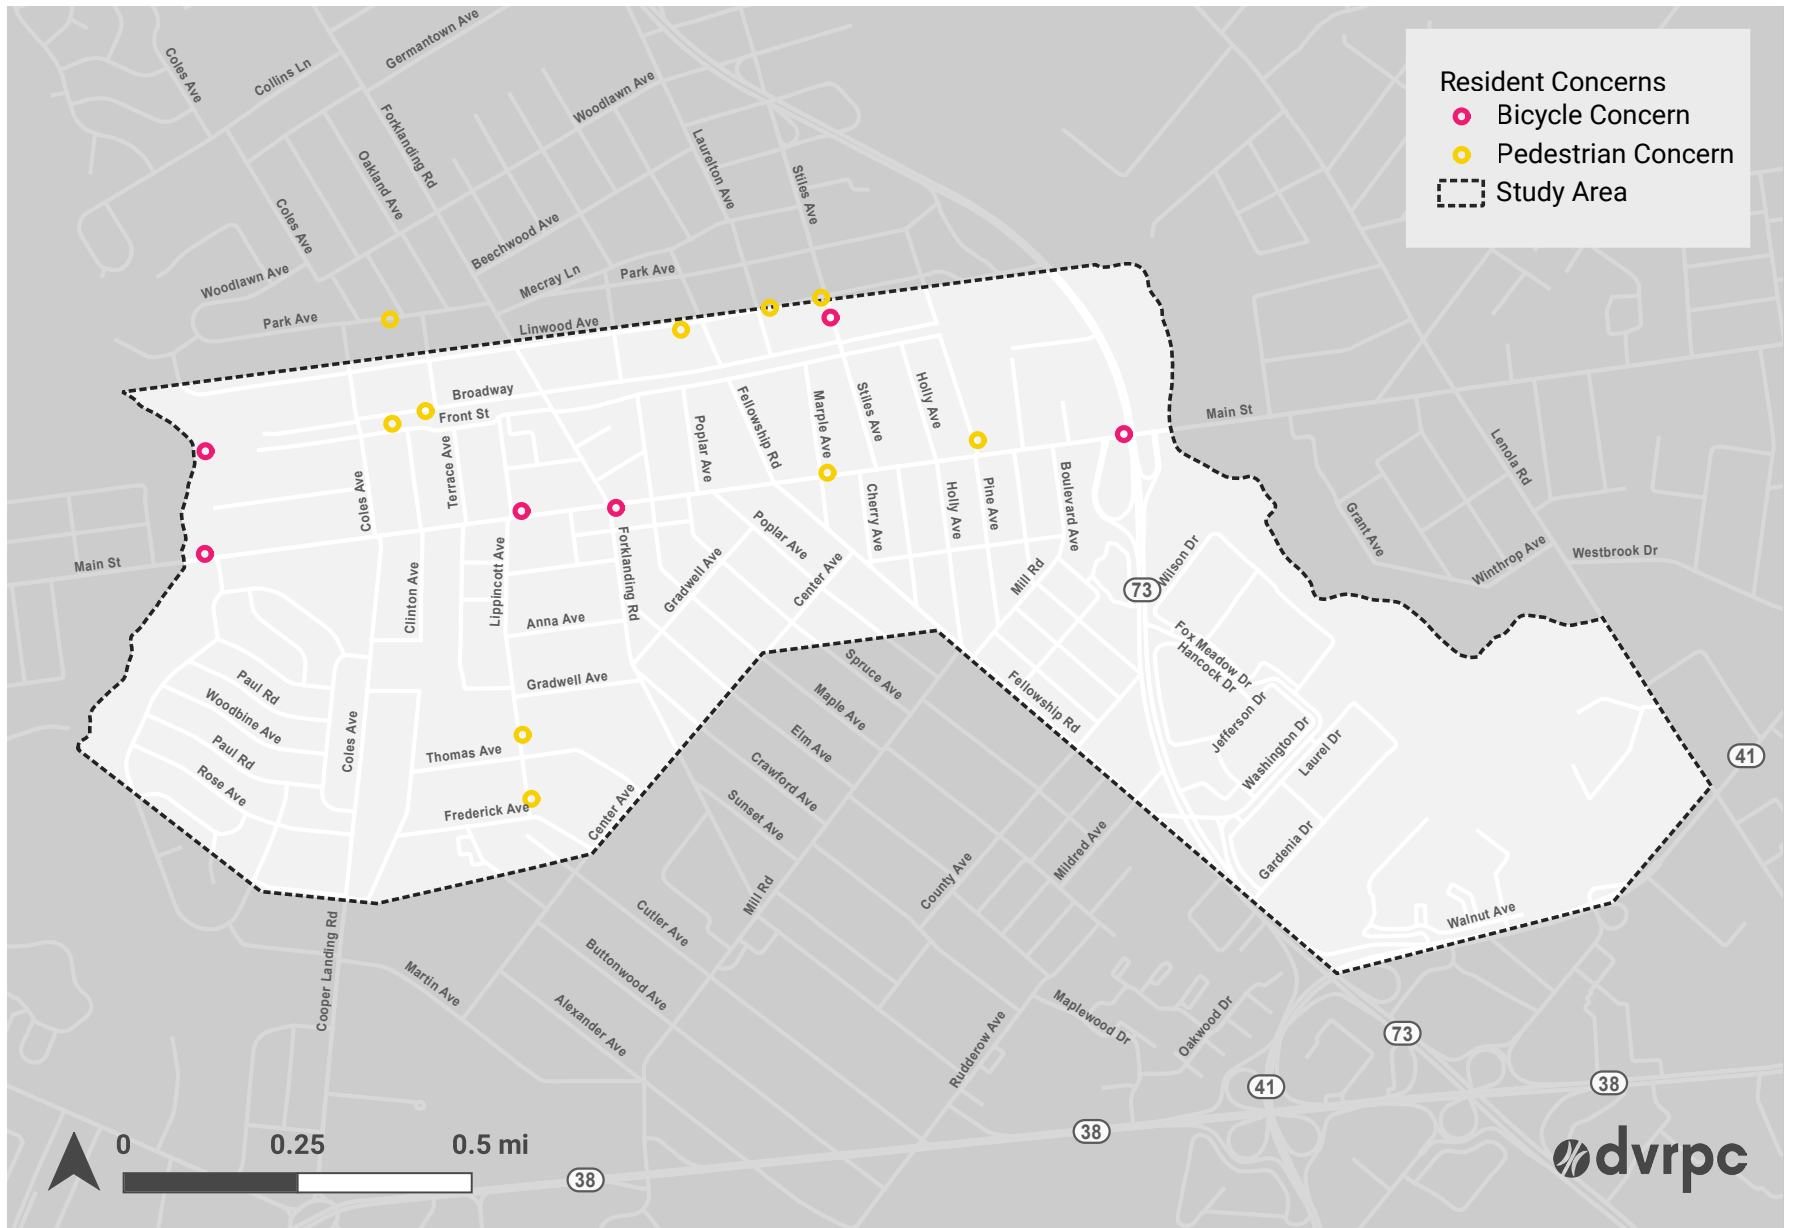 Resident Concerns
Bicycle Concern
Pedestrian Concern
Study Area
Coles Ave
Collins Ln
Germantown Ave
Forklanding Rd
Woodlawn Ave
Oakland Ave
Laurelton Ave
Stiles Ave
Coles Ave
Beechwood Ave
Woodlawn Ave
Mecray Ln
Park Ave
Park Ave
Linwood Ave
Broadway
Front St
Holly Ave
Fellowship Rd
Marple Ave
Stiles Ave
Main St
Poplar Ave
Terrace Ave
Coles Ave
Lenola Rd
Boulevard Ave
Pine Ave
Holly Ave
Cherry Ave
Poplar Ave
Grant Ave
Main St
Clinton Ave
Lippincott Ave
Forklanding Rd
Gradwell Ave
Center Ave
Mill Rd
73
Wilson Dr
Winthrop Ave
Westbrook Dr
Anna Ave
Fox Meadow Dr
Hancock Dr
Spruce Ave
Paul Rd
Gradwell Ave
Maple Ave
Fellowship Rd
Jefferson Dr
Woodbine Ave
Coles Ave
Elm Ave
Washington Dr
Laurel Dr
Paul Rd
Thomas Ave
41
Rose Ave
Crawford Ave
Frederick Ave
Center Ave
Sunset Ave
Mildred Ave
Gardenia Dr
Mill Rd
County Ave
Walnut Ave
Cutler Ave
Cooper Landing Rd
Martin Ave
Buttonwood Ave
Alexander Ave
Maplewood Dr
Oakwood Dr
Rudderow Ave
73
41
38
38
38
0 0.25 0.5 mi
dvrpc